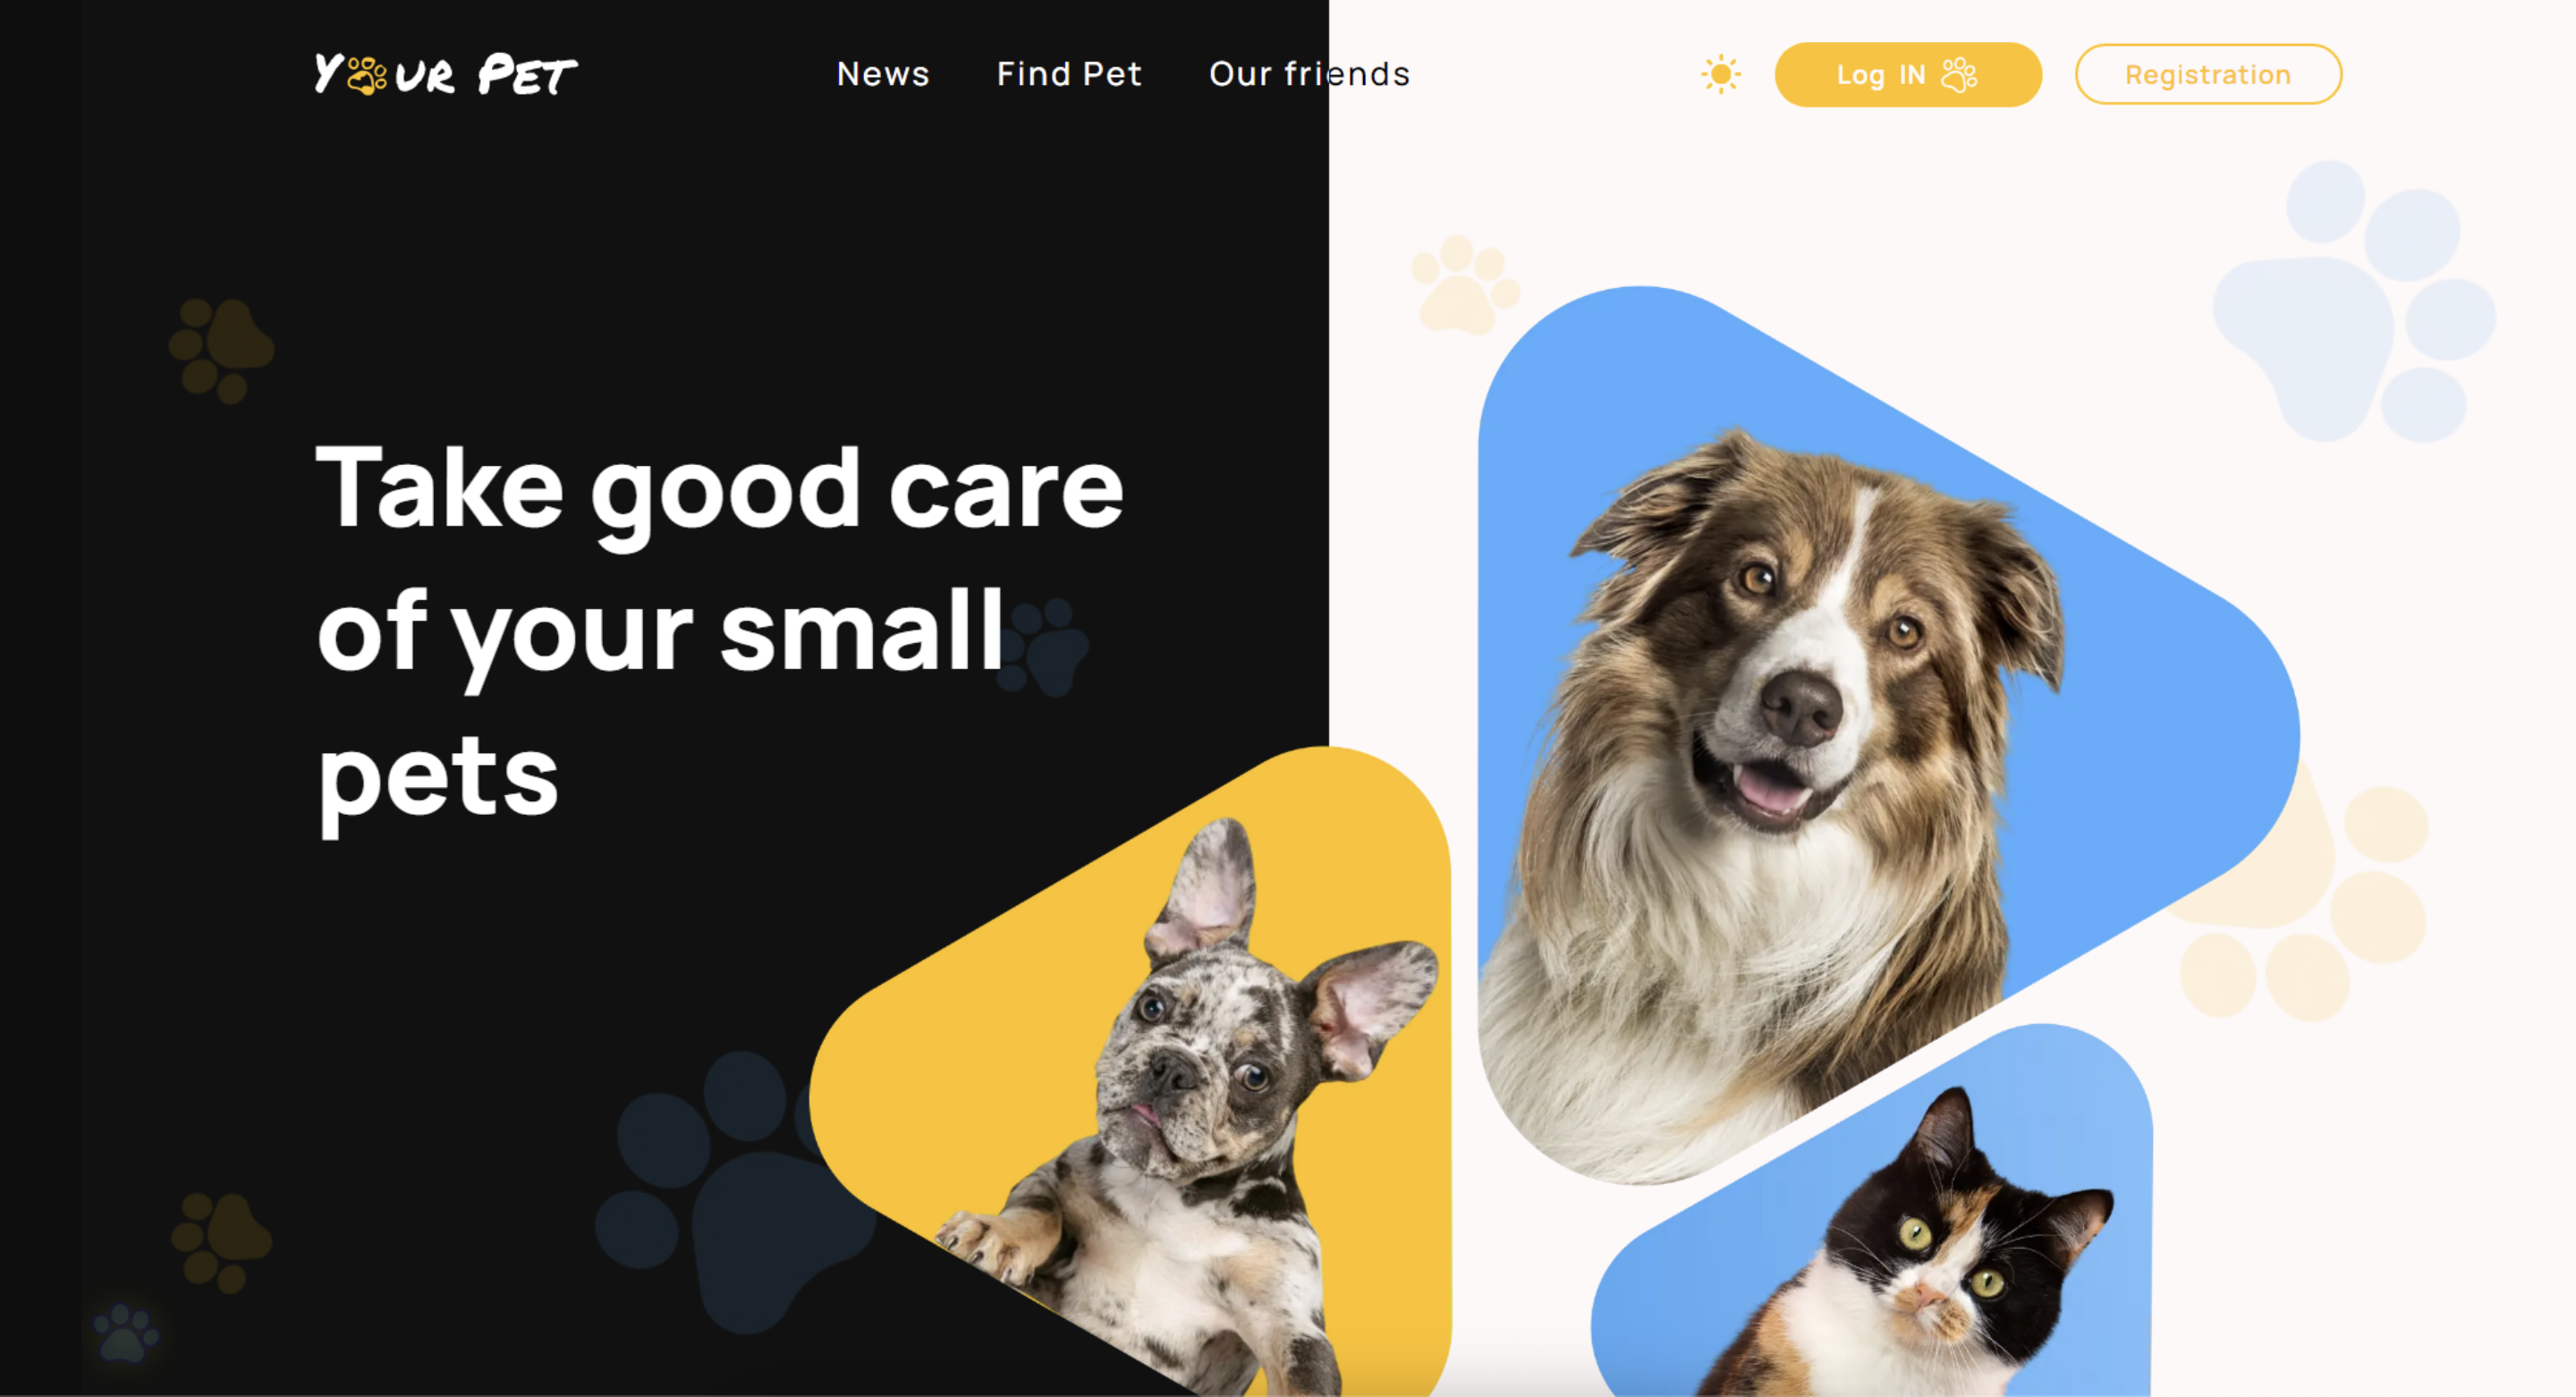 Your Pet
News
Find Pet
Our friends
Log IN
Registration
Take good care
of your small
pets